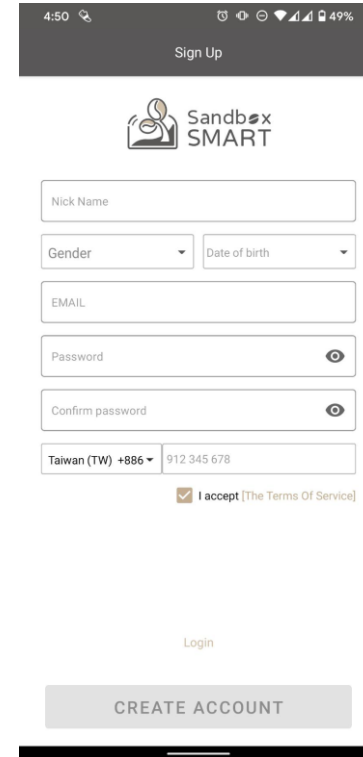 4:50 49%
Sign Up
Sandbox
SMART
Nick Name
Gender Date of birth
EMAIL
Password
Confirm password
Taiwan (TW) +886 912 345 678
I accept [The Terms Of Service]
Login
CREATE ACCOUNT